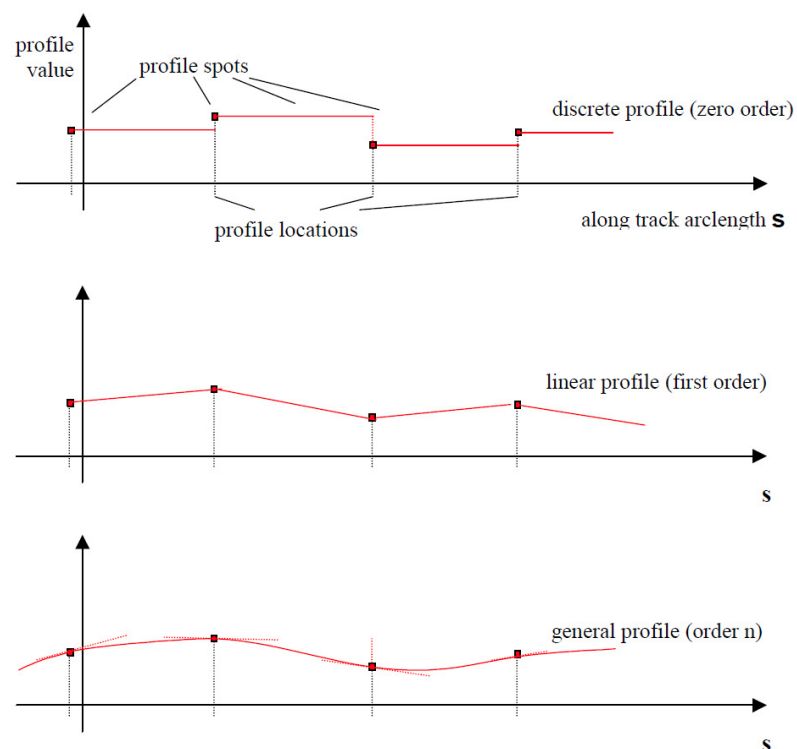 profile
value
profile spots
discrete profile (zero order)
profile locations
along track arclength s
linear profile (first order)
s
general profile (order n)
s